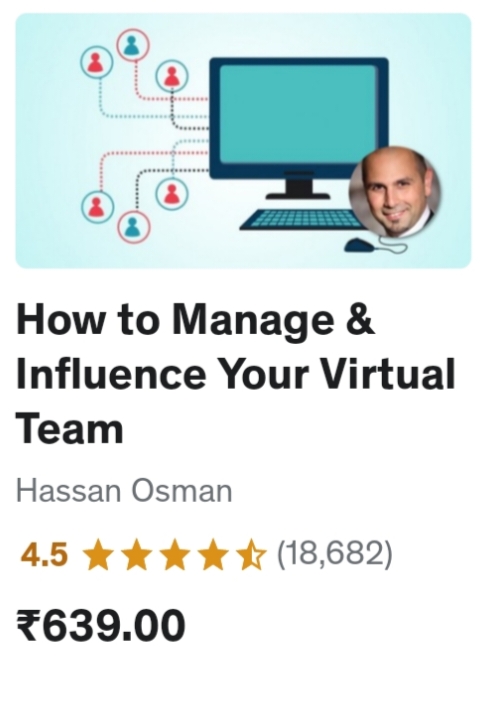 How to Manage &
Influence Your Virtual
Team
Hassan Osman
4.5 (18,682)
₹639.00